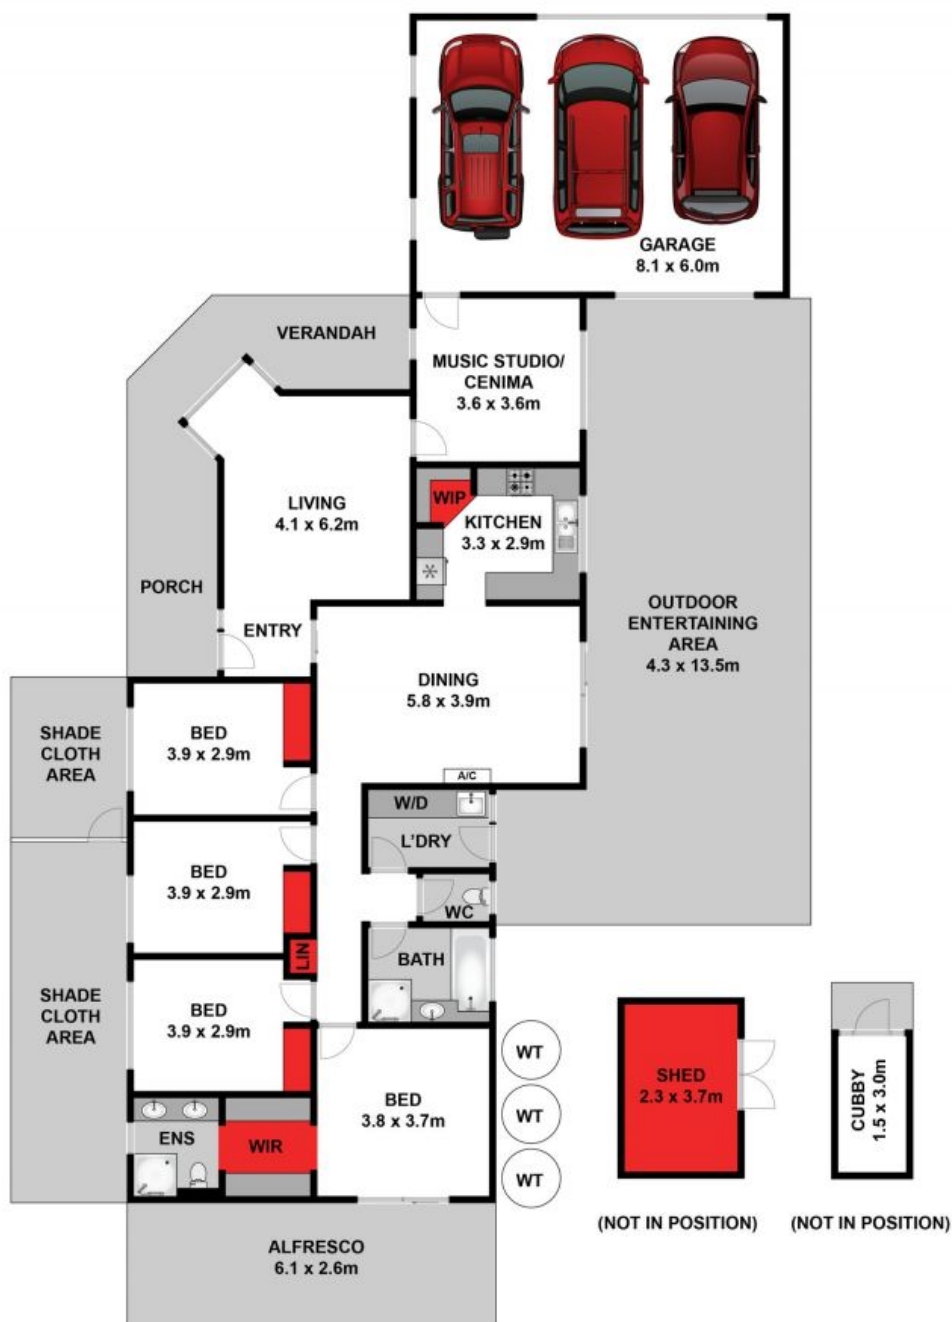 GARAGE
8.1 x 6.0m
VERANDAH
MUSIC STUDIO/
CENIMA
3.6 x 3.6m
LIVING
4.1 x 6.2m
WIP
KITCHEN
3.3 x 2.9m
PORCH
ENTRY
OUTDOOR
ENTERTAINING
AREA
4.3 x 13.5m
DINING
5.8 x 3.9m
SHADE
CLOTH
AREA
BED
3.9 x 2.9m
A/C
W/D
L'DRY
BED
3.9 x 2.9m
WC
LIN
BATH
SHADE
CLOTH
AREA
BED
3.9 x 2.9m
WT
WT
WT
BED
3.8 x 3.7m
ENS
WIR
SHED
2.3 x 3.7m
CUBBY
1.5 x 3.0m
(NOT IN POSITION)
(NOT IN POSITION)
ALFRESCO
6.1 x 2.6m